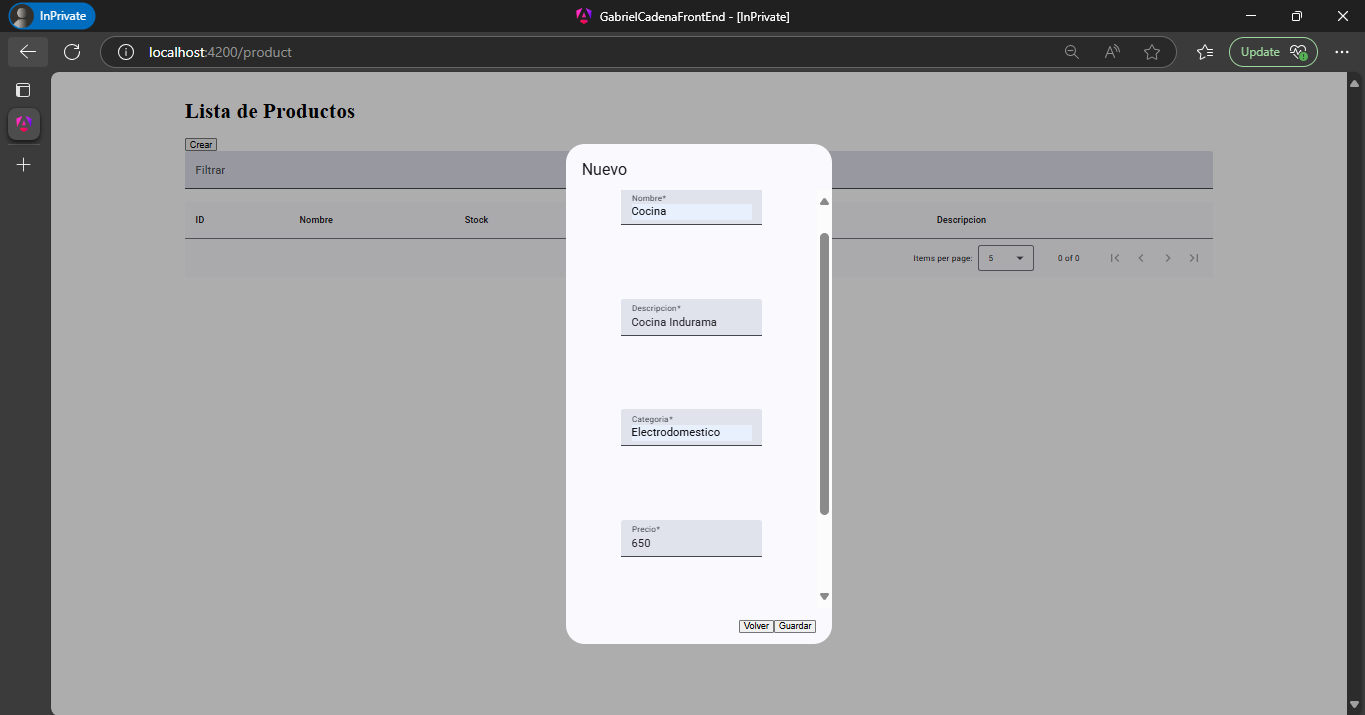 InPrivate
GabrielCadenaFrontEnd - [InPrivate]
localhost:4200/product
Update
Lista de Productos
Crear
Filtrar
ID Nombre Stock Descripcion
Items per page: 5 0 of 0
Nuevo
Nombre*
Cocina
Descripcion*
Cocina Indurama
Categoria*
Electrodomestico
Precio*
650
Volver Guardar